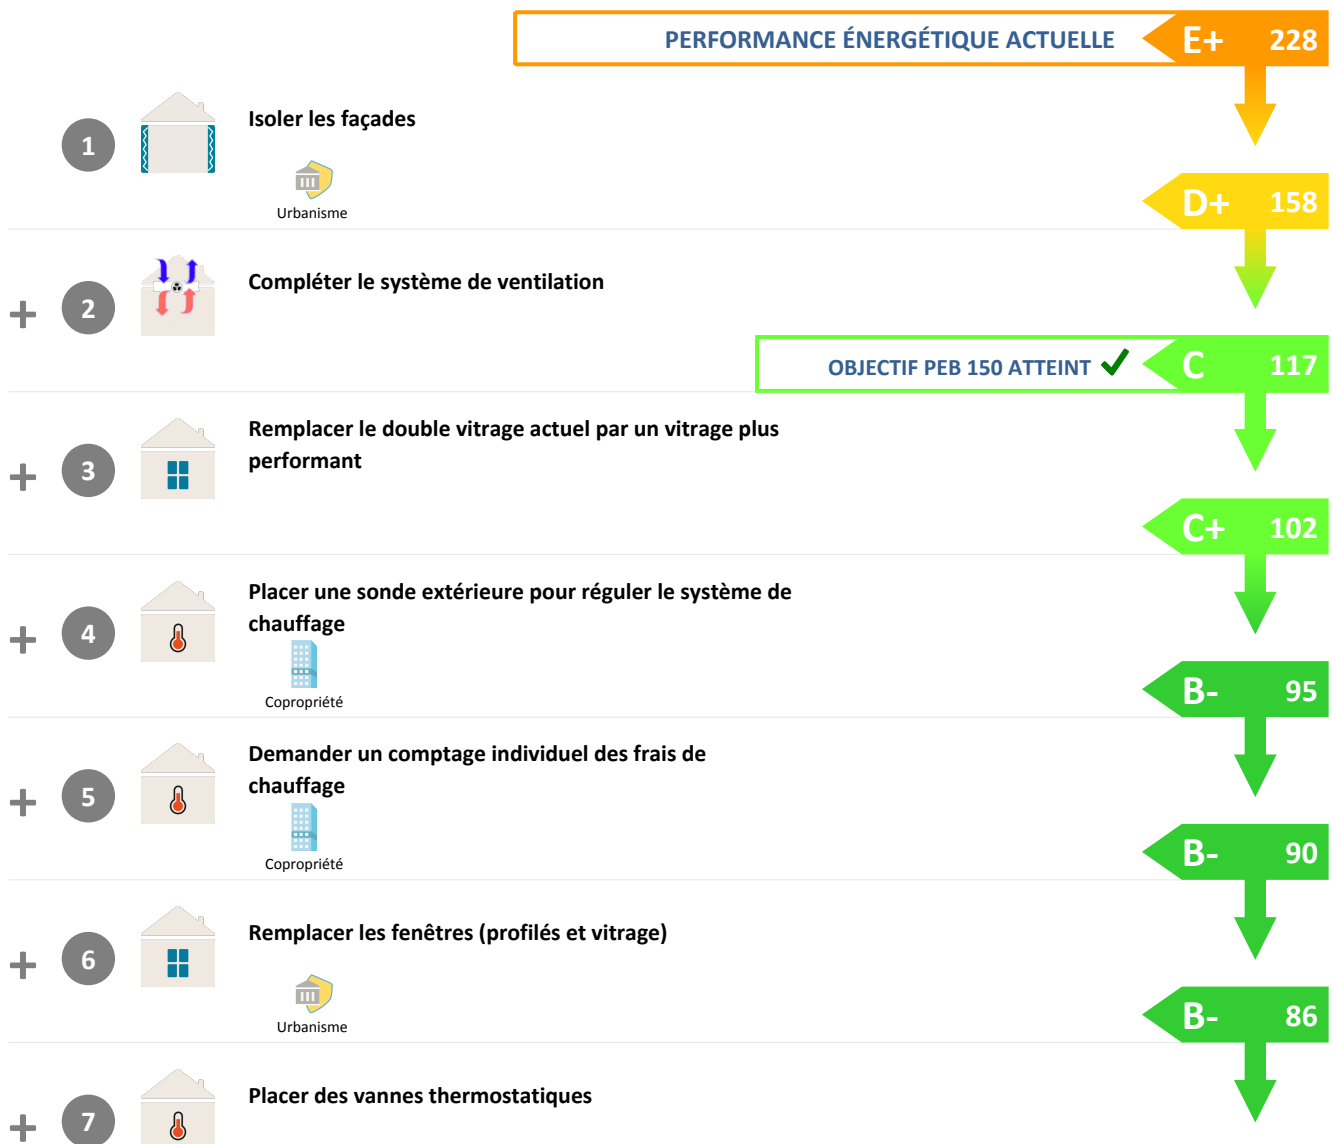 PERFORMANCE ÉNERGÉTIQUE ACTUELLE E+ 228
1 Isoler les façades
Urbanisme
D+ 158
+ 2 Compléter le système de ventilation
OBJECTIF PEB 150 ATTEINT ✓ C 117
Remplacer le double vitrage actuel par un vitrage plus
+ 3 performant
C+ 102
Placer une sonde extérieure pour réguler le système de
+ 4 chauffage
Copropriété
B- 95
Demander un comptage individuel des frais de
+ 5 chauffage
Copropriété
B- 90
+ 6 Remplacer les fenêtres (profilés et vitrage)
Urbanisme
B- 86
+ 7 Placer des vannes thermostatiques